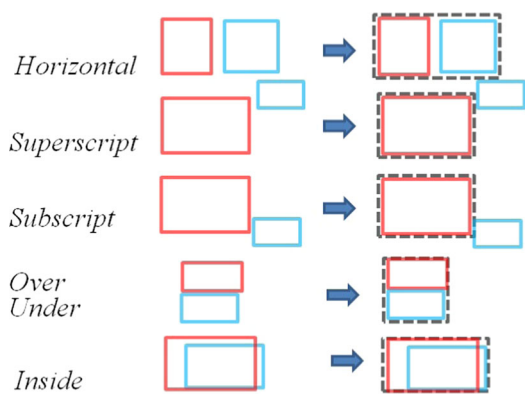 Horizontal
Superscript
Subscript
Over
Under
Inside